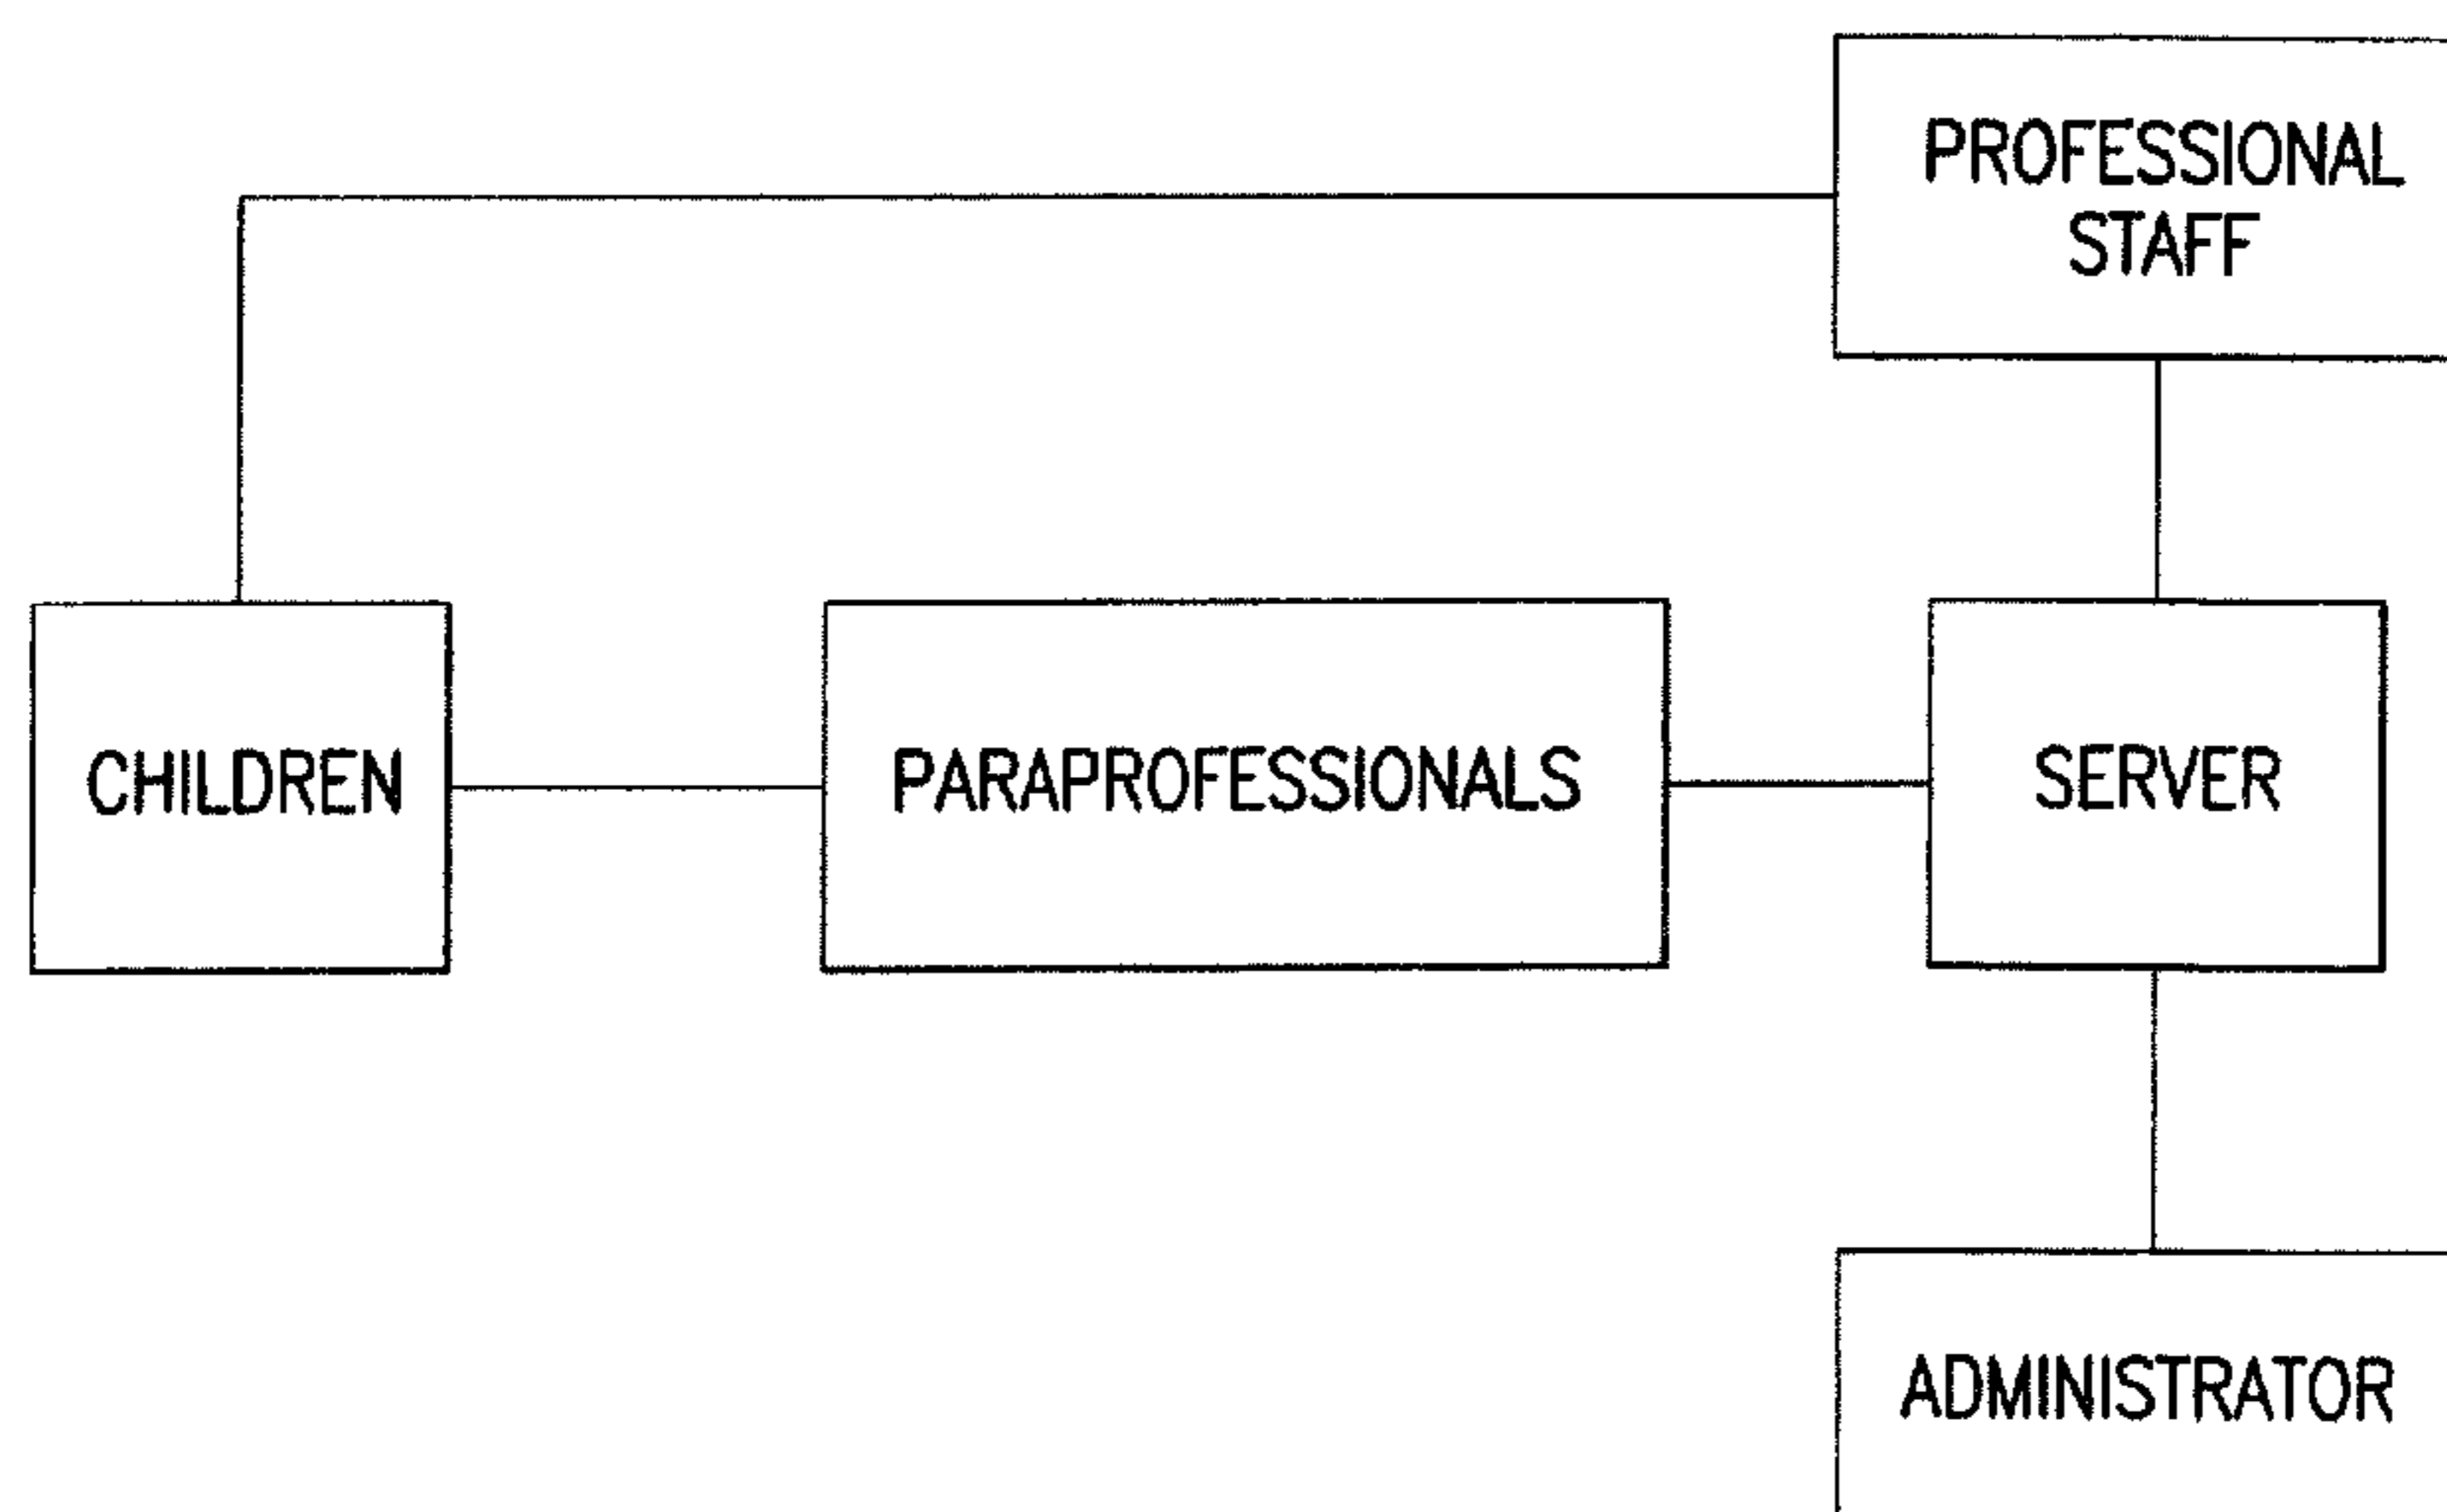 PROFESSIONAL
STAFF
CHILDREN
PARAPROFESSIONALS
SERVER
ADMINISTRATOR